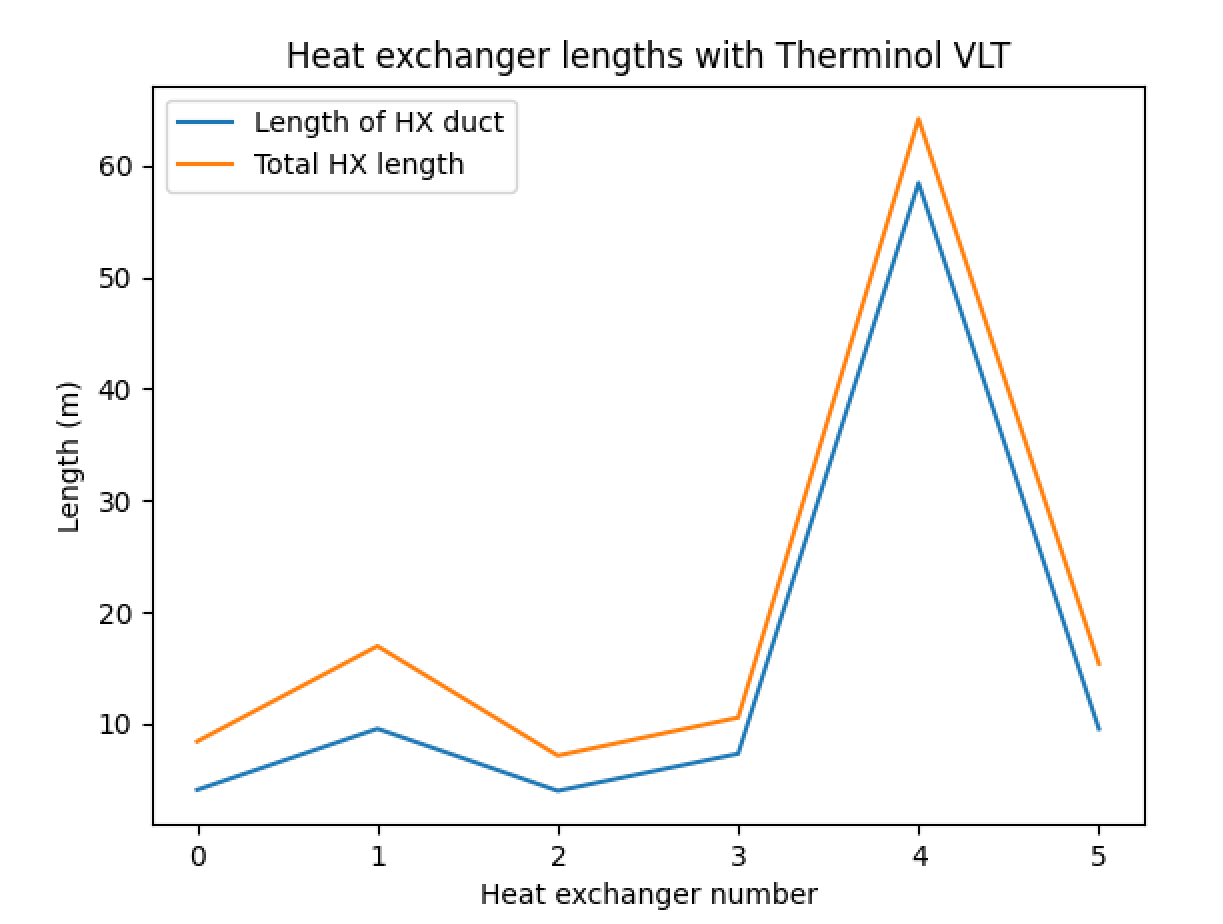 Heat exchanger lengths with Therminol VLT
Length of HX duct
Total HX length
60
50
40
30
20
10
Length (m)
0 1 2 3 4 5
Heat exchanger number